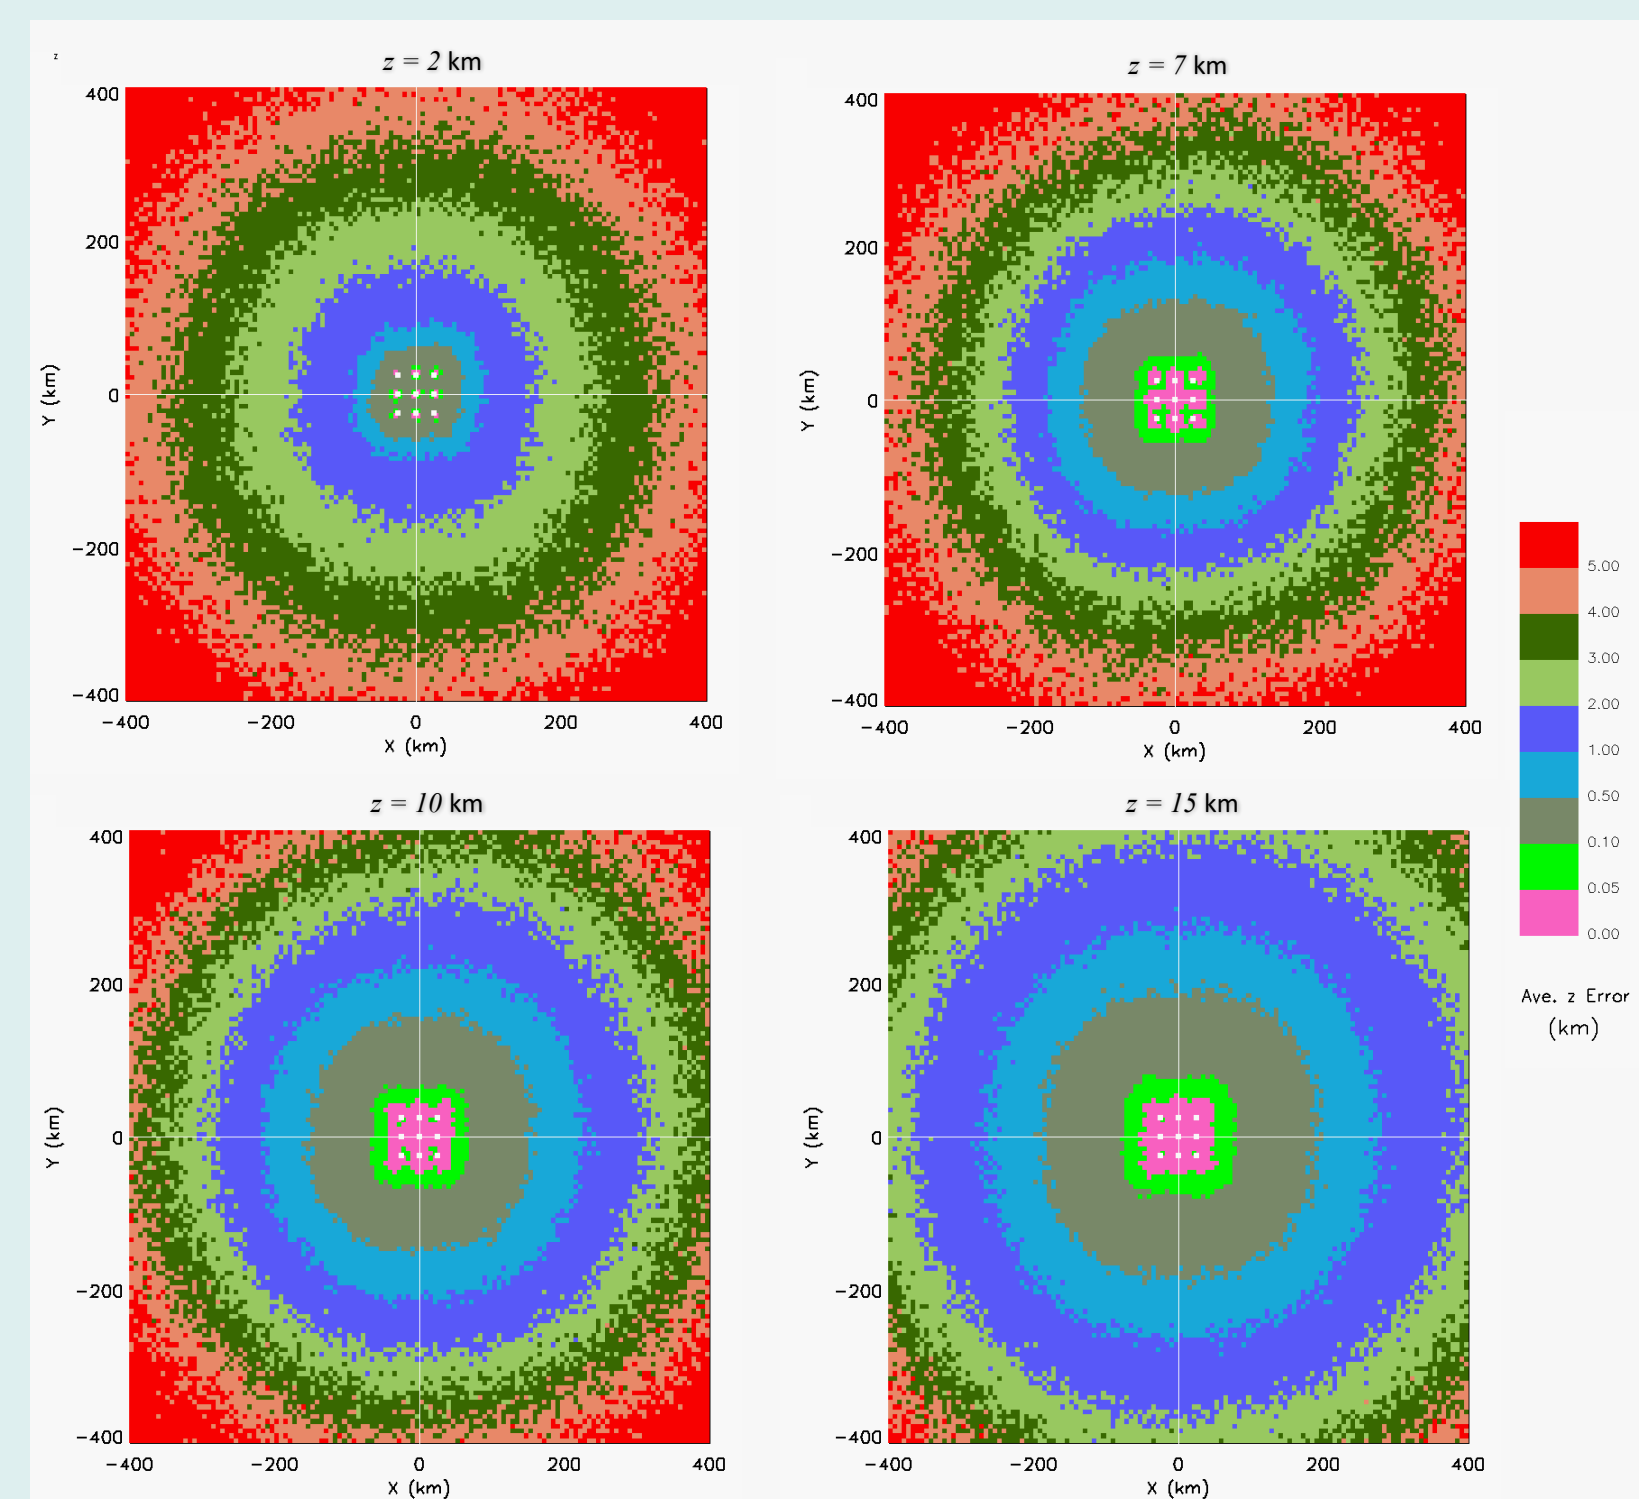 z
z = 2 km
400
200
0
−200
−400
−400 −200 0 200 400
Y (km)
X (km)
z = 7 km
400
200
0
−200
−400
−400 −200 0 200 400
Y (km)
X (km)
z = 10 km
400
200
0
−200
−400
−400 −200 0 200 400
Y (km)
X (km)
z = 15 km
400
200
0
−200
−400
−400 −200 0 200 400
Y (km)
X (km)
5.00
4.00
3.00
2.00
1.00
0.50
0.10
0.05
0.00
Ave. z Error
(km)